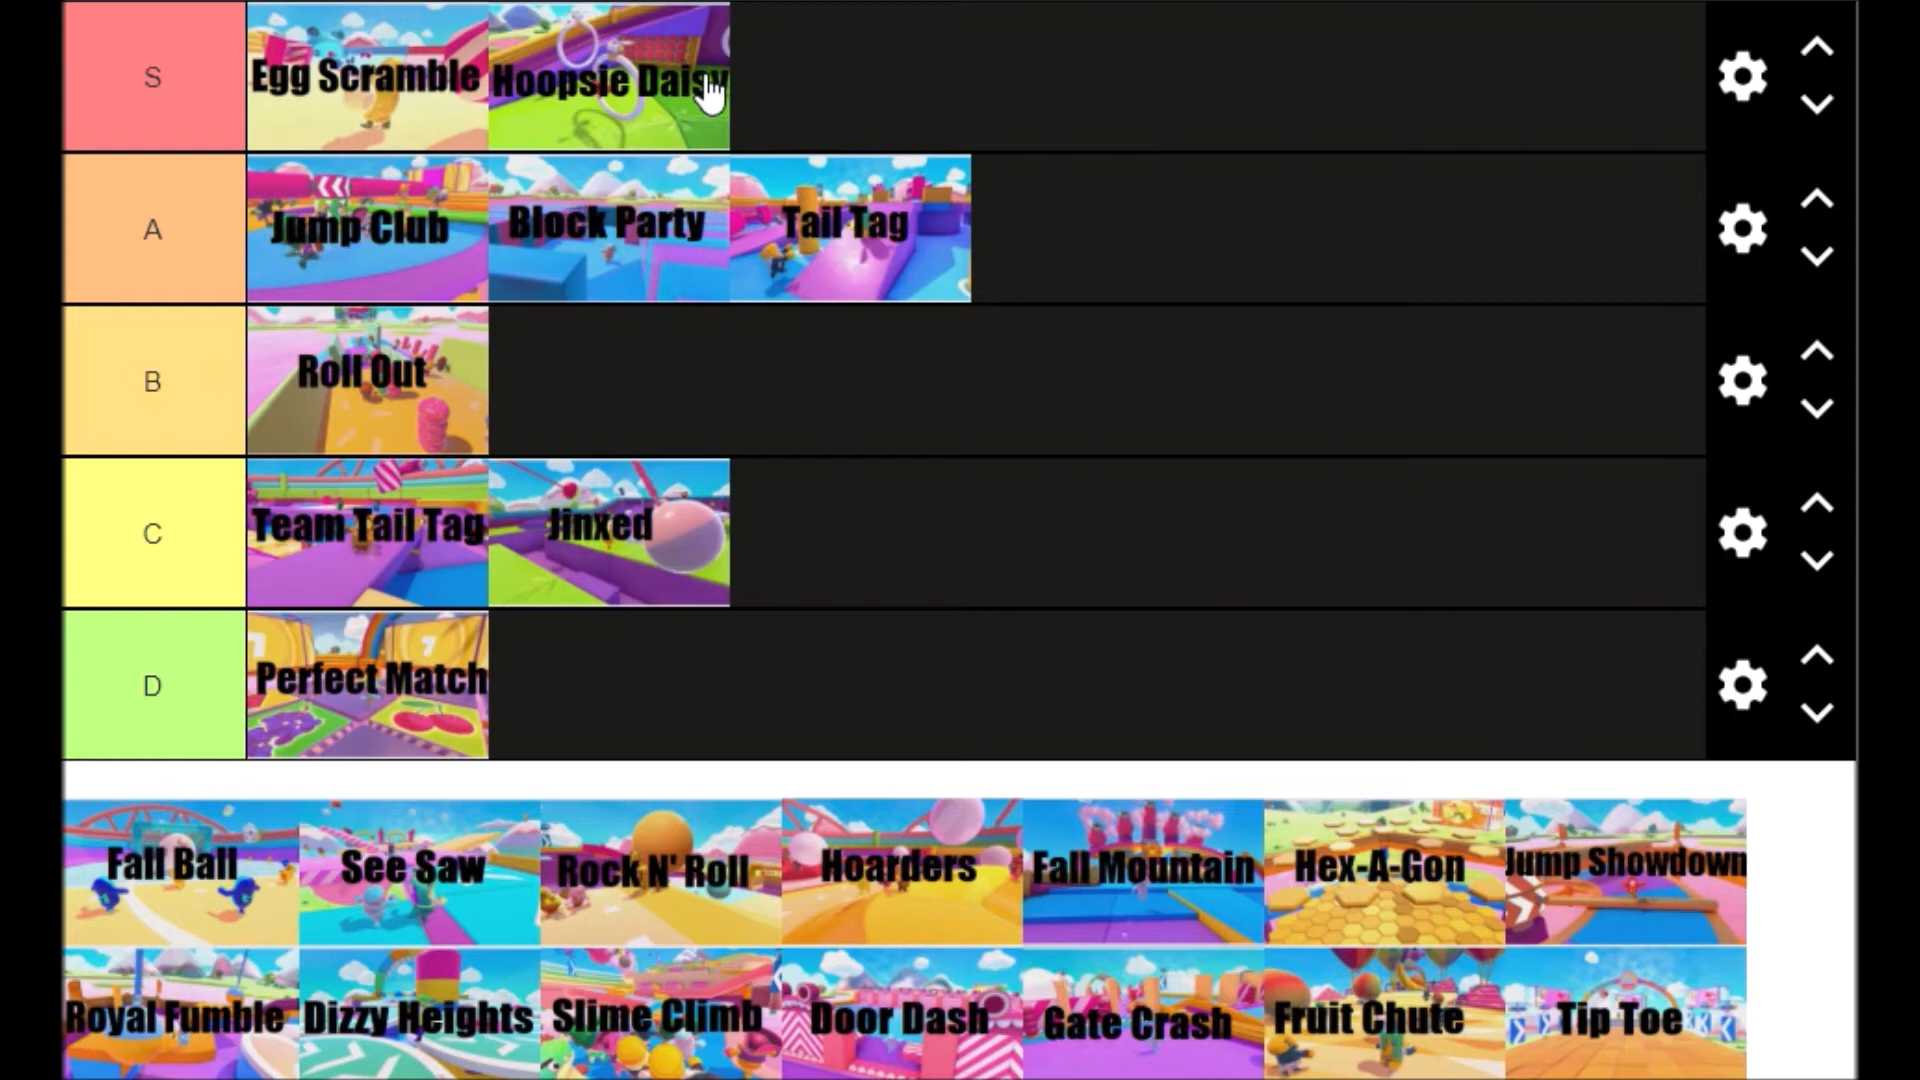 S
Egg Scramble
Hoopsie Daisy
A
Jump Club
Block Party
Tail Tag
B
Roll Out
C
Team Tail Tag
Jinxed
D
Perfect Match
Fall Ball
See Saw
Rock N' Roll
Hoarders
Fall Mountain
Hex-A-Gon
Jump Showdown
Royal Fumble
Dizzy Heights
Slime Climb
Door Dash
Gate Crash
Fruit Chute
Tip Toe